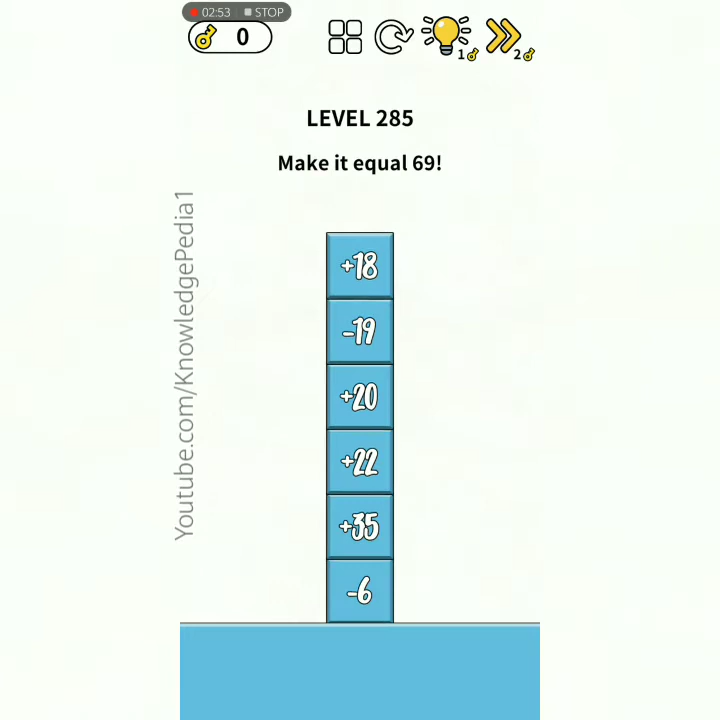 02:53 STOP
0
1
2
LEVEL 285
Make it equal 69!
Youtube.com/KnowledgePedia1
+18
-19
+20
+22
+35
-6